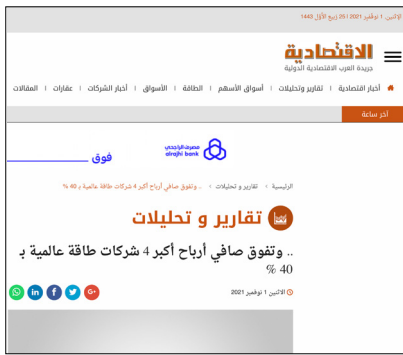 الإثنين، 1 نوفمبر 2021 | 25 ربيع الأوّل 1443
الاقتصادية
جريدة العرب الاقتصادية الدولية
أخبار اقتصادية | تقارير وتحليلات | أسواق الأسهم | الطاقة | الأسواق | أخبار الشركات | عقارات | المقالات
آخر ساعة
مصرف الراجحي
alrajhi bank
فوق
الرئيسية › تقارير و تحليلات › .. وتفوق صافي أرباح أكبر 4 شركات طاقة عالمية بـ 40 %
تقارير و تحليلات
.. وتفوق صافي أرباح أكبر 4 شركات طاقة عالمية بـ
40 %
الاثنين 1 نوفمبر 2021